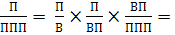 П/ППП = П/В × П/ВП × ВП/ППП =